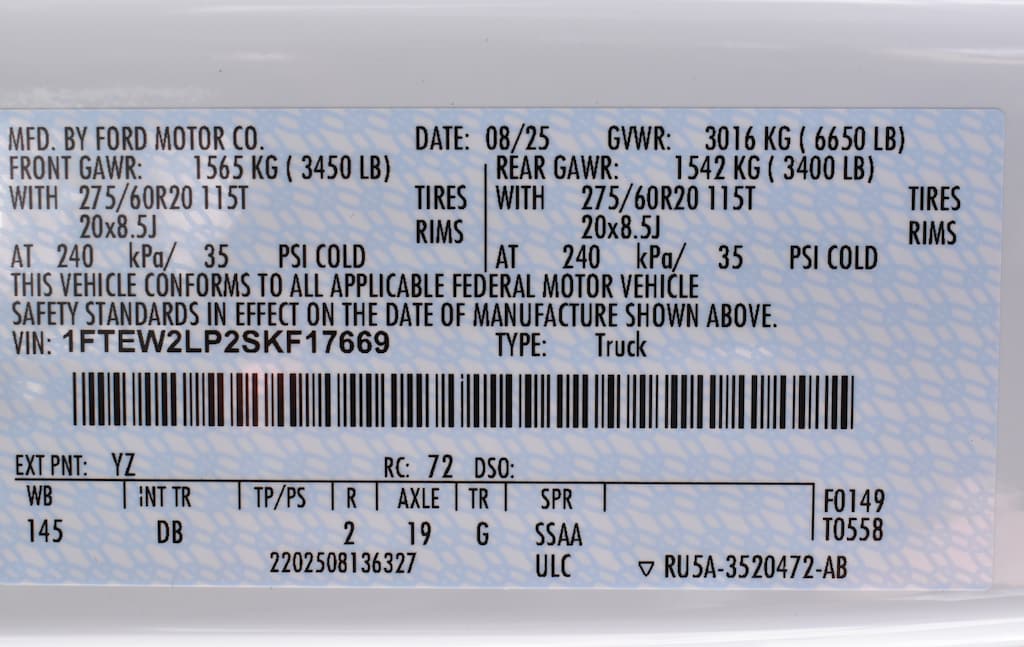 MFD. BY FORD MOTOR CO. DATE: 08/25 GVWR: 3016 KG ( 6650 LB)
FRONT GAWR: 1565 KG ( 3450 LB) REAR GAWR: 1542 KG ( 3400 LB)
WITH 275/60R20 115T TIRES WITH 275/60R20 115T TIRES
20x8.5J RIMS 20x8.5J RIMS
AT 240 kPa/ 35 PSI COLD AT 240 kPa/ 35 PSI COLD
THIS VEHICLE CONFORMS TO ALL APPLICABLE FEDERAL MOTOR VEHICLE
SAFETY STANDARDS IN EFFECT ON THE DATE OF MANUFACTURE SHOWN ABOVE.
VIN: 1FTEW2LP2SKF17669 TYPE: Truck
EXT PNT: YZ RC: 72 DSO:
WB INT TR TP/PS R AXLE TR SPR F0149
145 DB 2 19 G SSAA T0558
2202508136327 ULC ▽ RU5A-3520472-AB